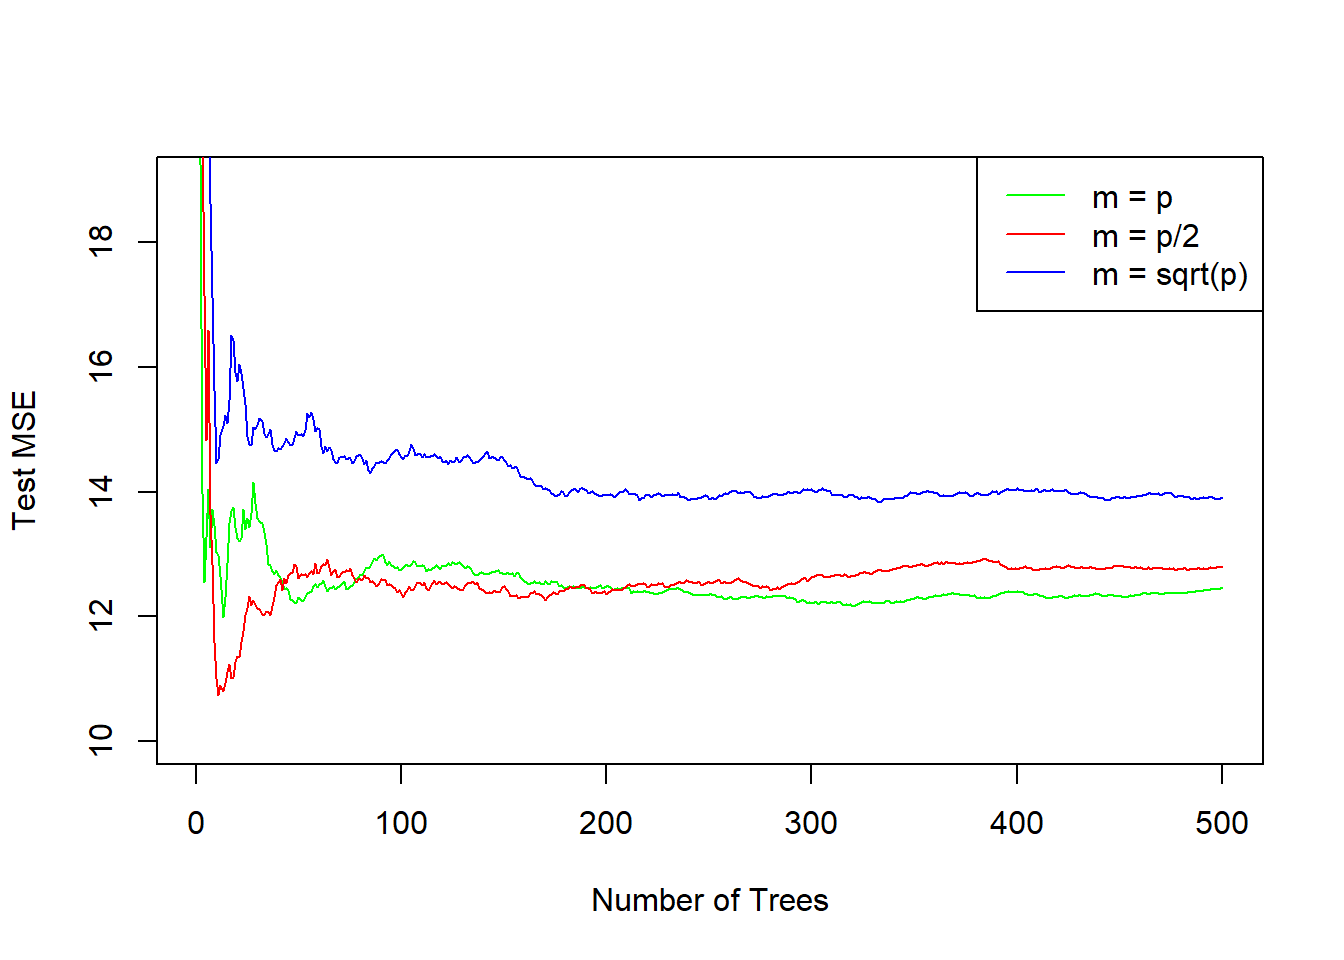 m = p
m = p/2
m = sqrt(p)
Test MSE
18
16
14
12
10
0 100 200 300 400 500
Number of Trees